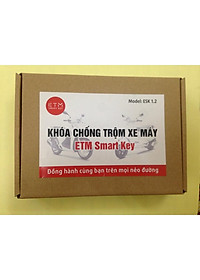 Model: ESK 1.2
ETM
KHÓA CHỐNG TRỘM XE MÁY
ETM Smart Key
Đồng hành cùng bạn trên mọi nẻo đường